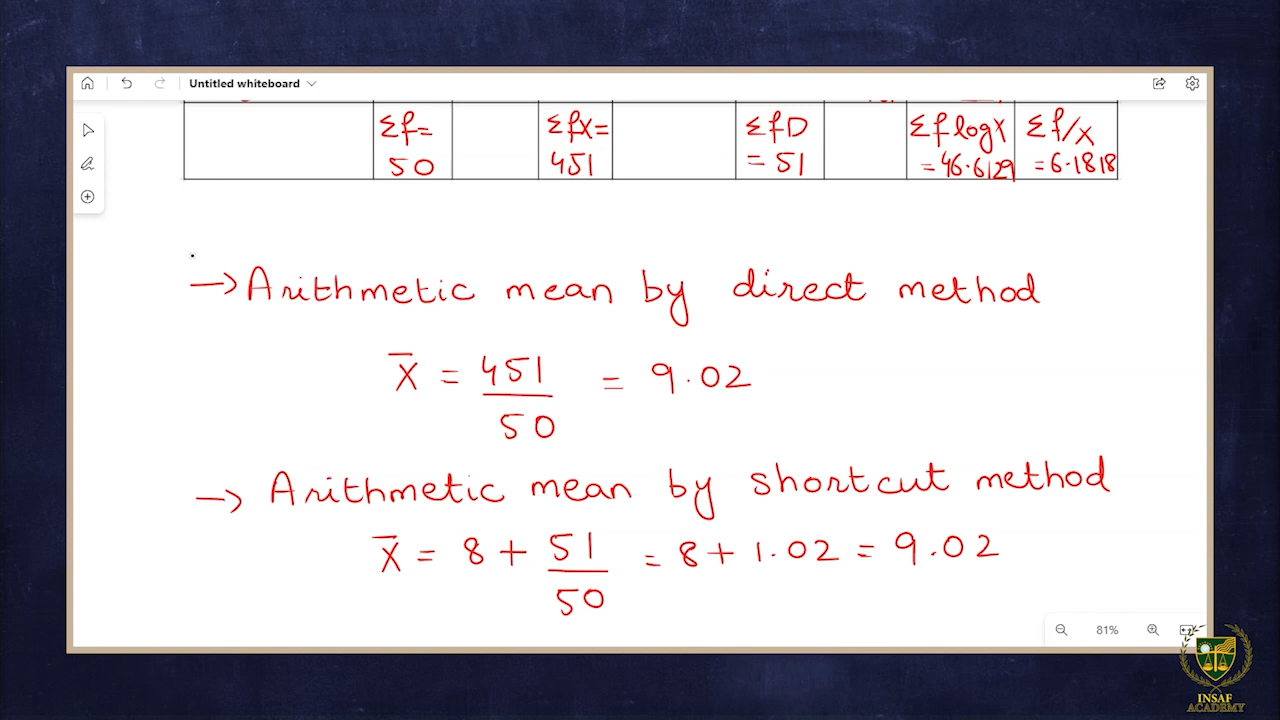 Untitled whiteboard
Σf= ΣfX= ΣfD Σf logX Σf/x
50 451 = 51 = 46.6129 = 6.1818
→ Arithmetic mean by direct method
X̄ = 451/50 = 9.02
→ Arithmetic mean by shortcut method
X̄ = 8 + 51/50 = 8 + 1.02 = 9.02
81%
INSAF
ACADEMY